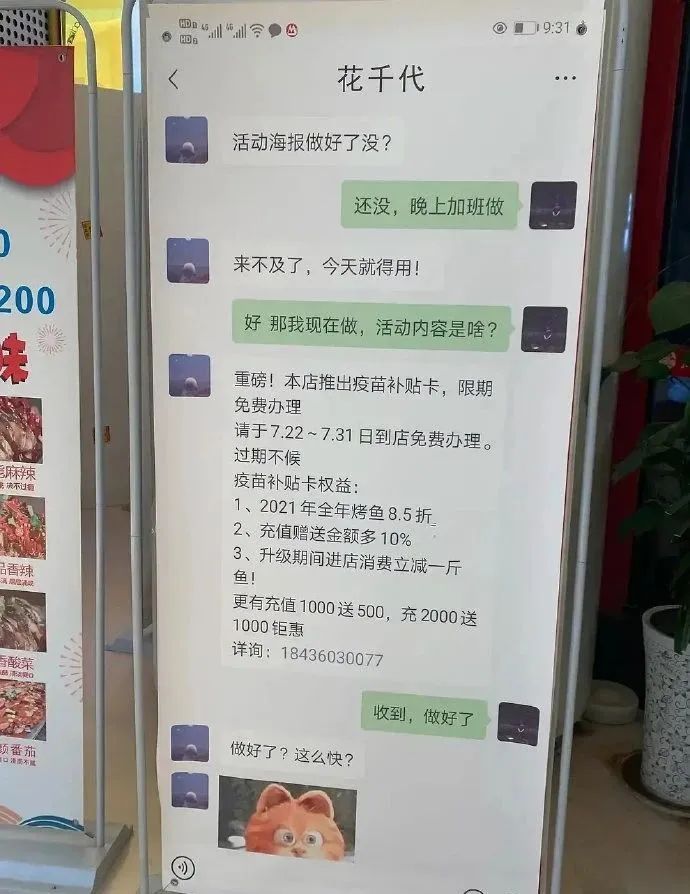 9:31
花千代
活动海报做好了没？
还没，晚上加班做
来不及了，今天就得用！
好 那我现在做，活动内容是啥？
重磅！本店推出疫苗补贴卡，限期
免费办理
请于7.22～7.31日到店免费办理。
过期不候
疫苗补贴卡权益：
1、2021年全年烤鱼8.5折
2、充值赠送金额多10%
3、升级期间进店消费立减一斤
鱼！
更有充值1000送500，充2000送
1000钜惠
详询：18436030077
收到，做好了
做好了？这么快？
200
味
麻辣
香辣
酸菜
番茄